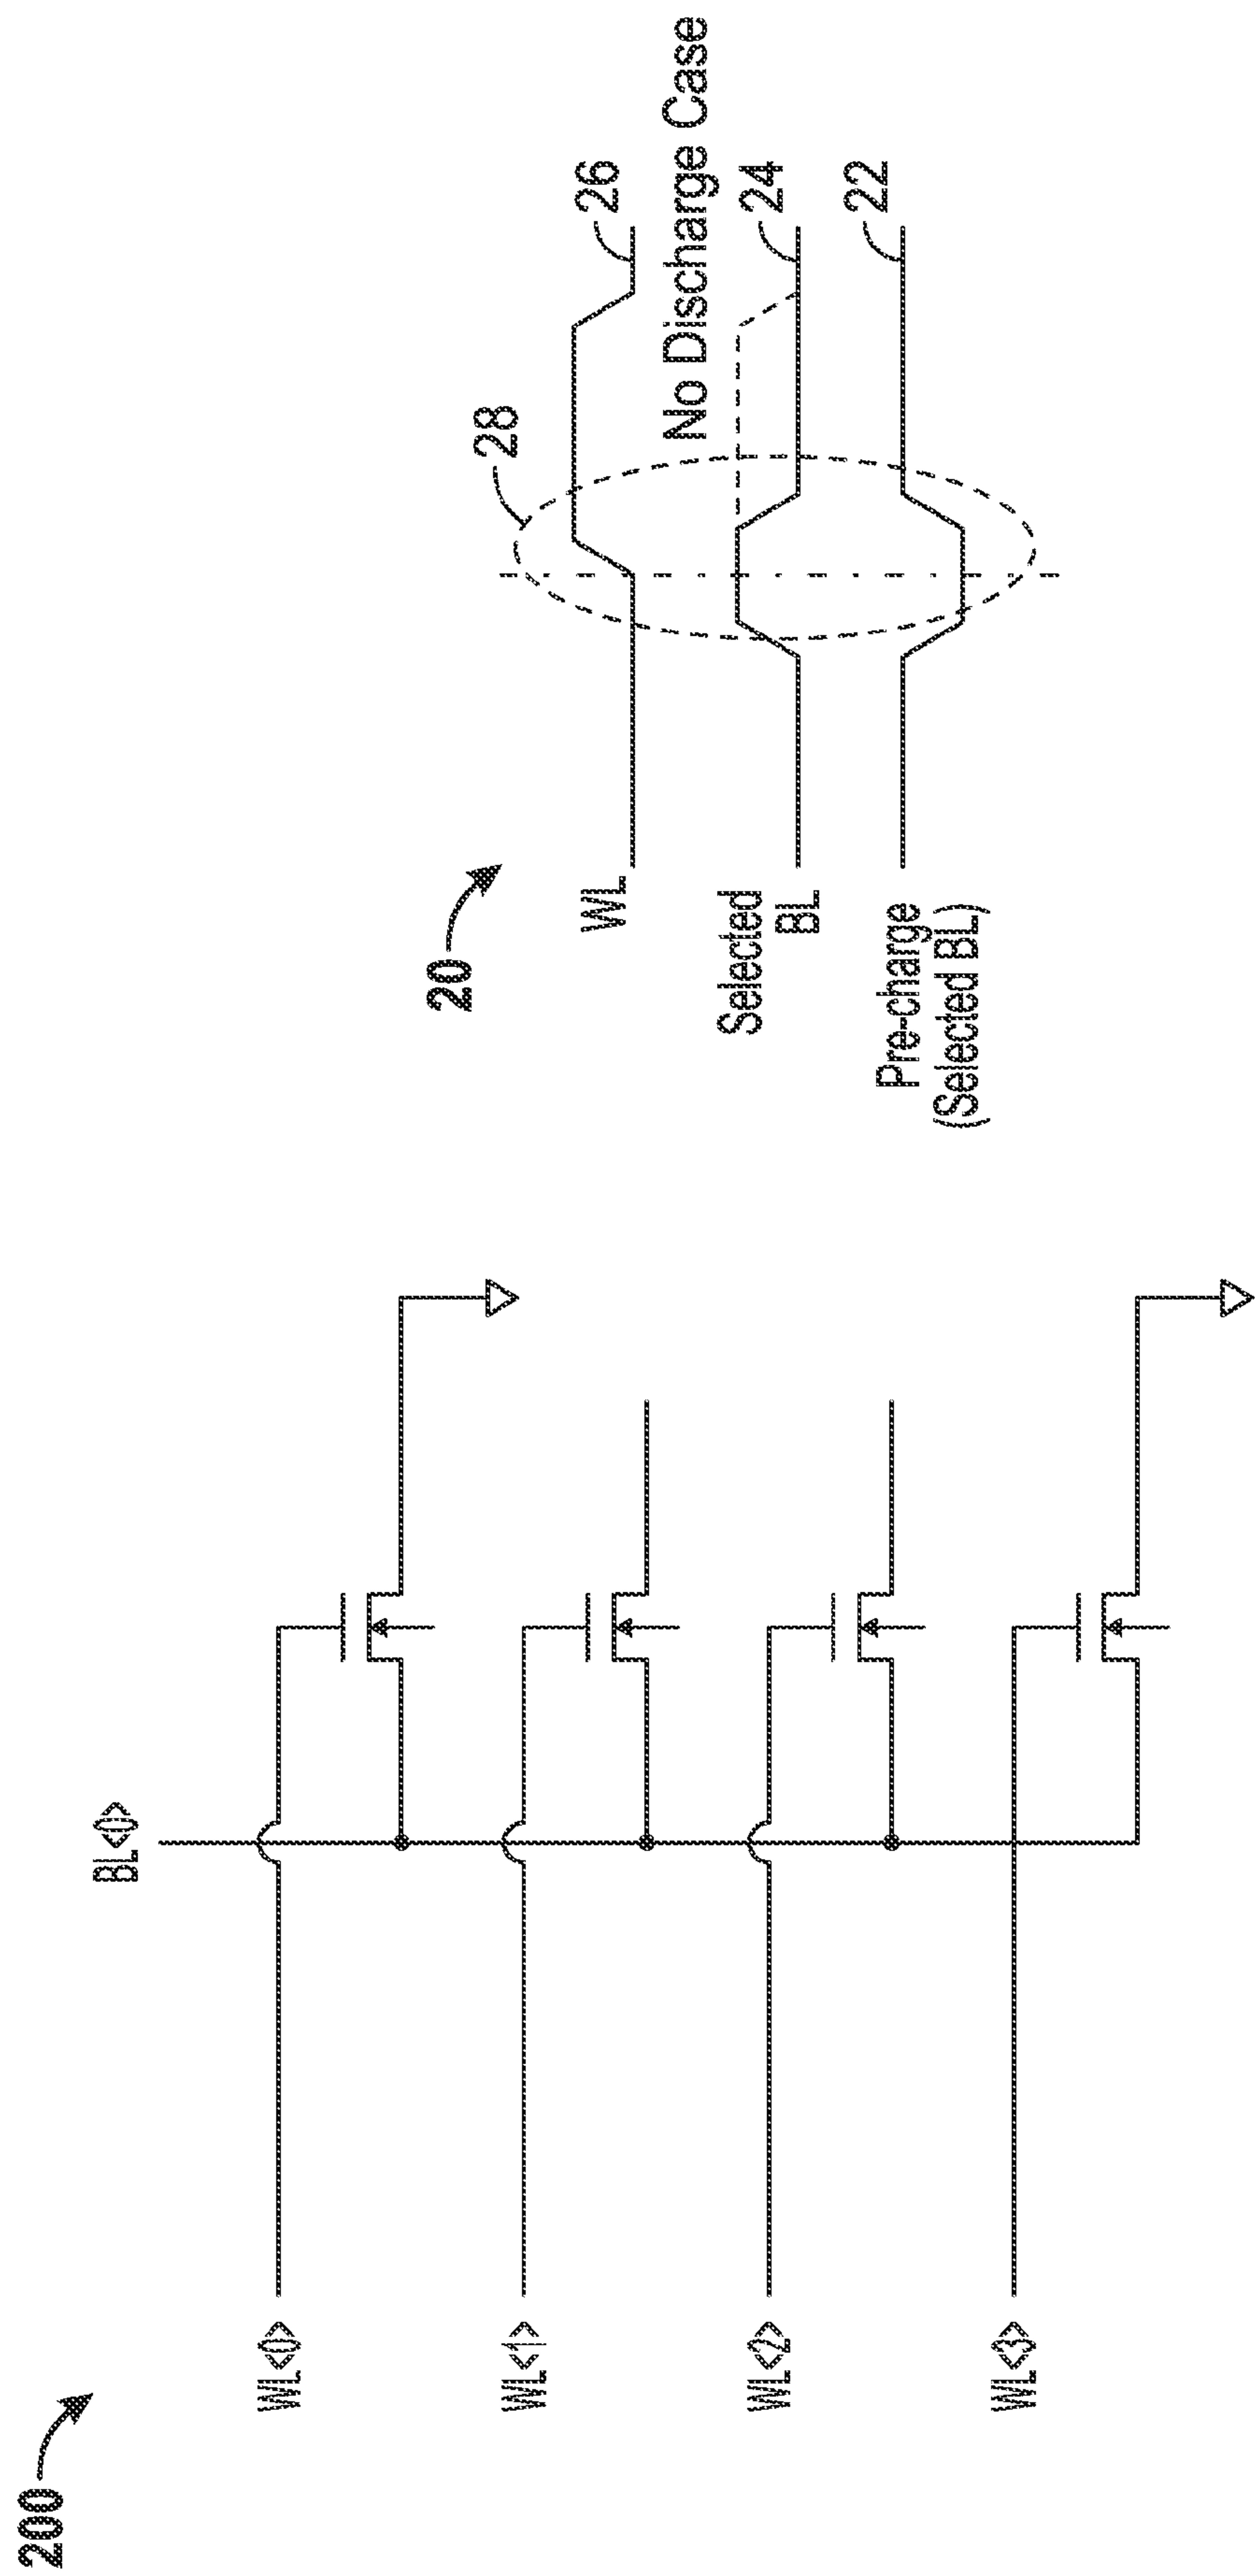 200
BL<0>
WL<0>
WL<1>
WL<2>
WL<3>
20
WL
26
28
No Discharge Case
Selected
BL
24
Pre-charge
(Selected BL)
22